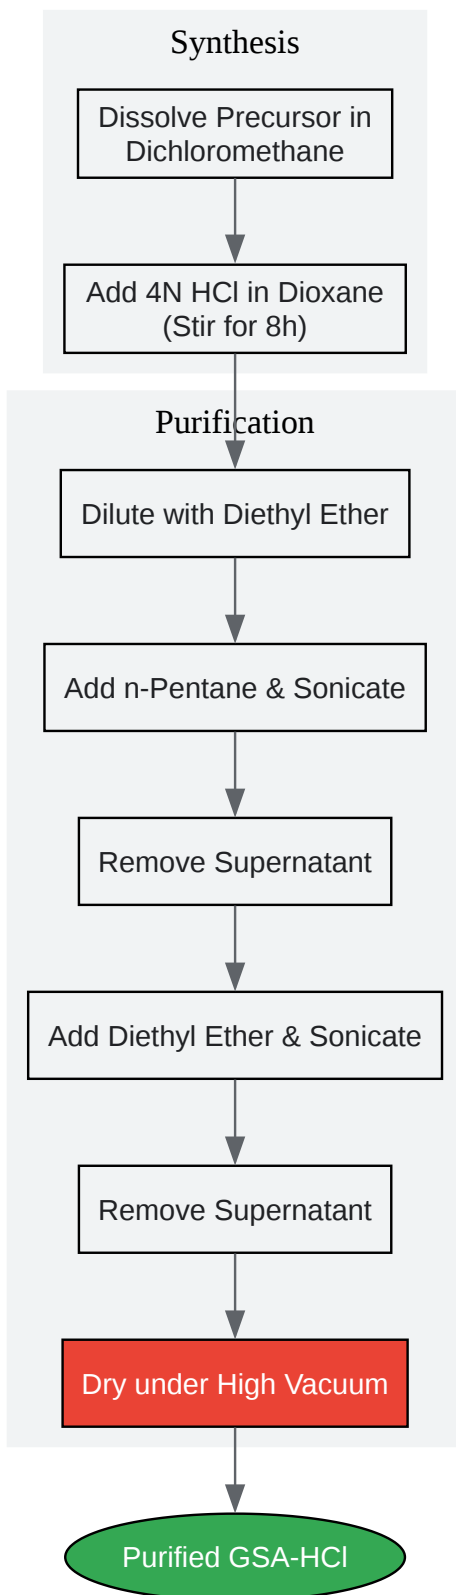 Synthesis
Dissolve Precursor in
Dichloromethane
Add 4N HCl in Dioxane
(Stir for 8h)
Purification
Dilute with Diethyl Ether
Add n-Pentane & Sonicate
Remove Supernatant
Add Diethyl Ether & Sonicate
Remove Supernatant
Dry under High Vacuum
Purified GSA-HCl